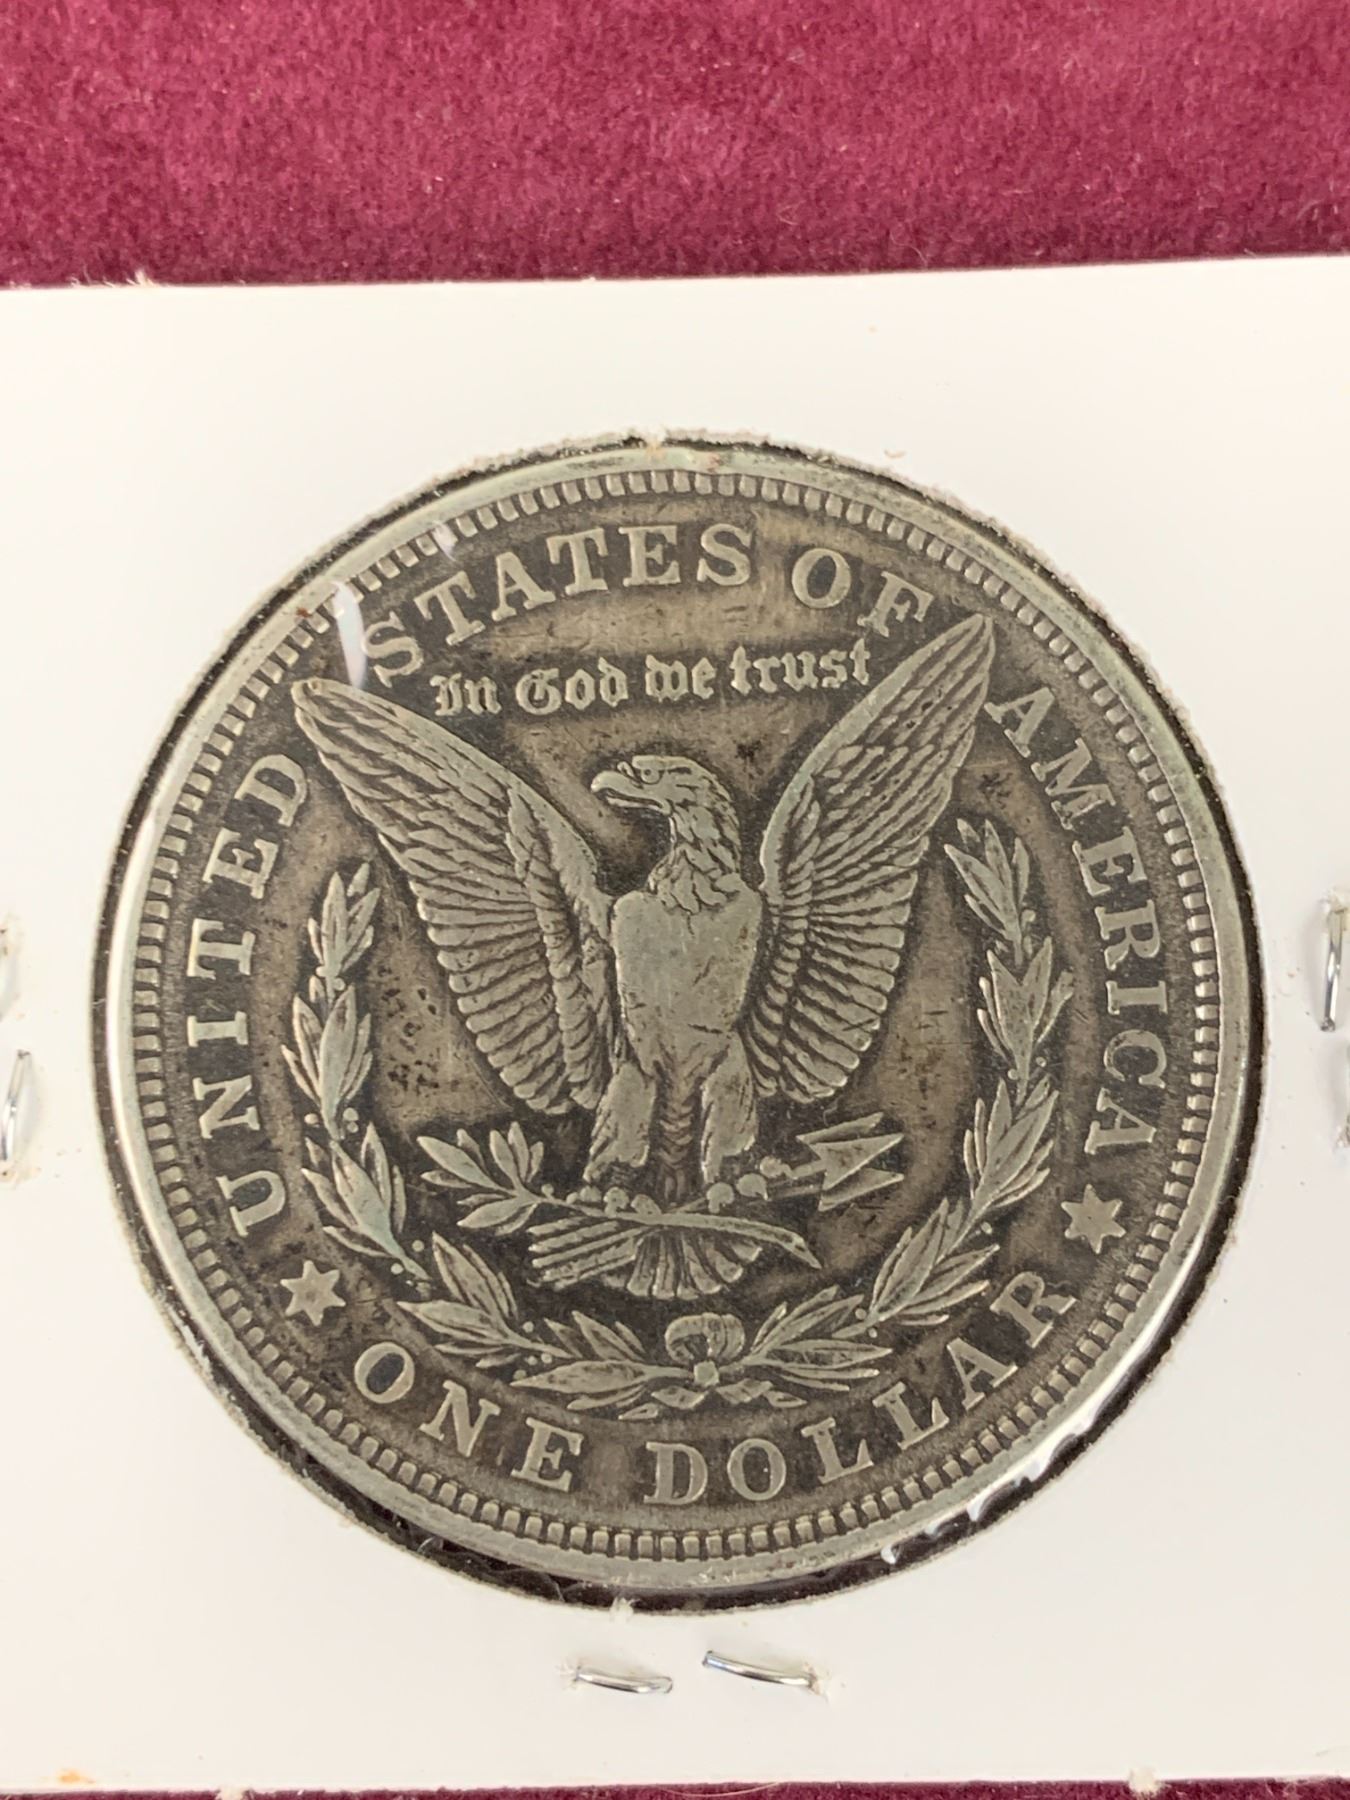 UNITED STATES OF AMERICA
In God we trust
ONE DOLLAR